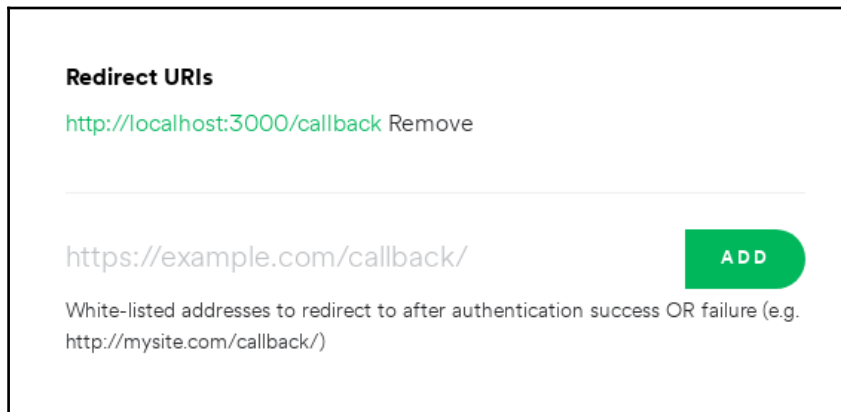 Redirect URIs
http://localhost:3000/callback Remove
https://example.com/callback/
ADD
White-listed addresses to redirect to after authentication success OR failure (e.g.
http://mysite.com/callback/)